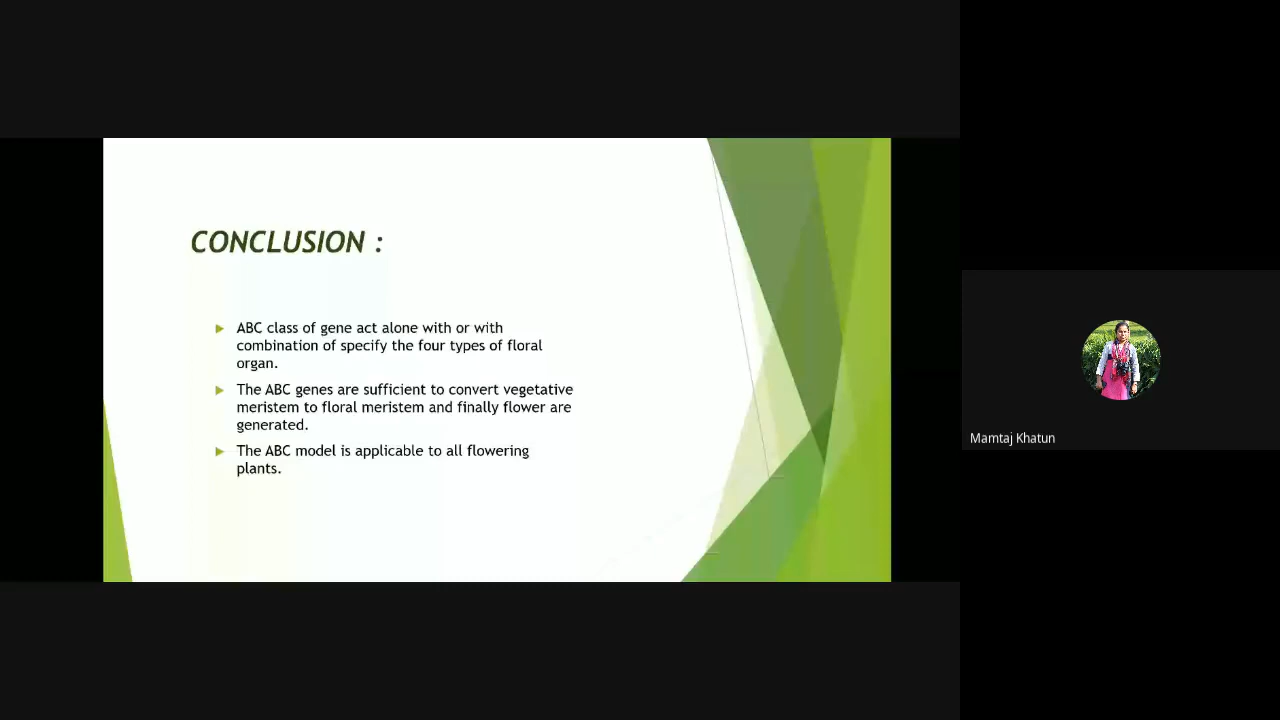 CONCLUSION :
ABC class of gene act alone with or with
combination of specify the four types of floral
organ.
The ABC genes are sufficient to convert vegetative
meristem to floral meristem and finally flower are
generated.
The ABC model is applicable to all flowering
plants.
Mamtaj Khatun